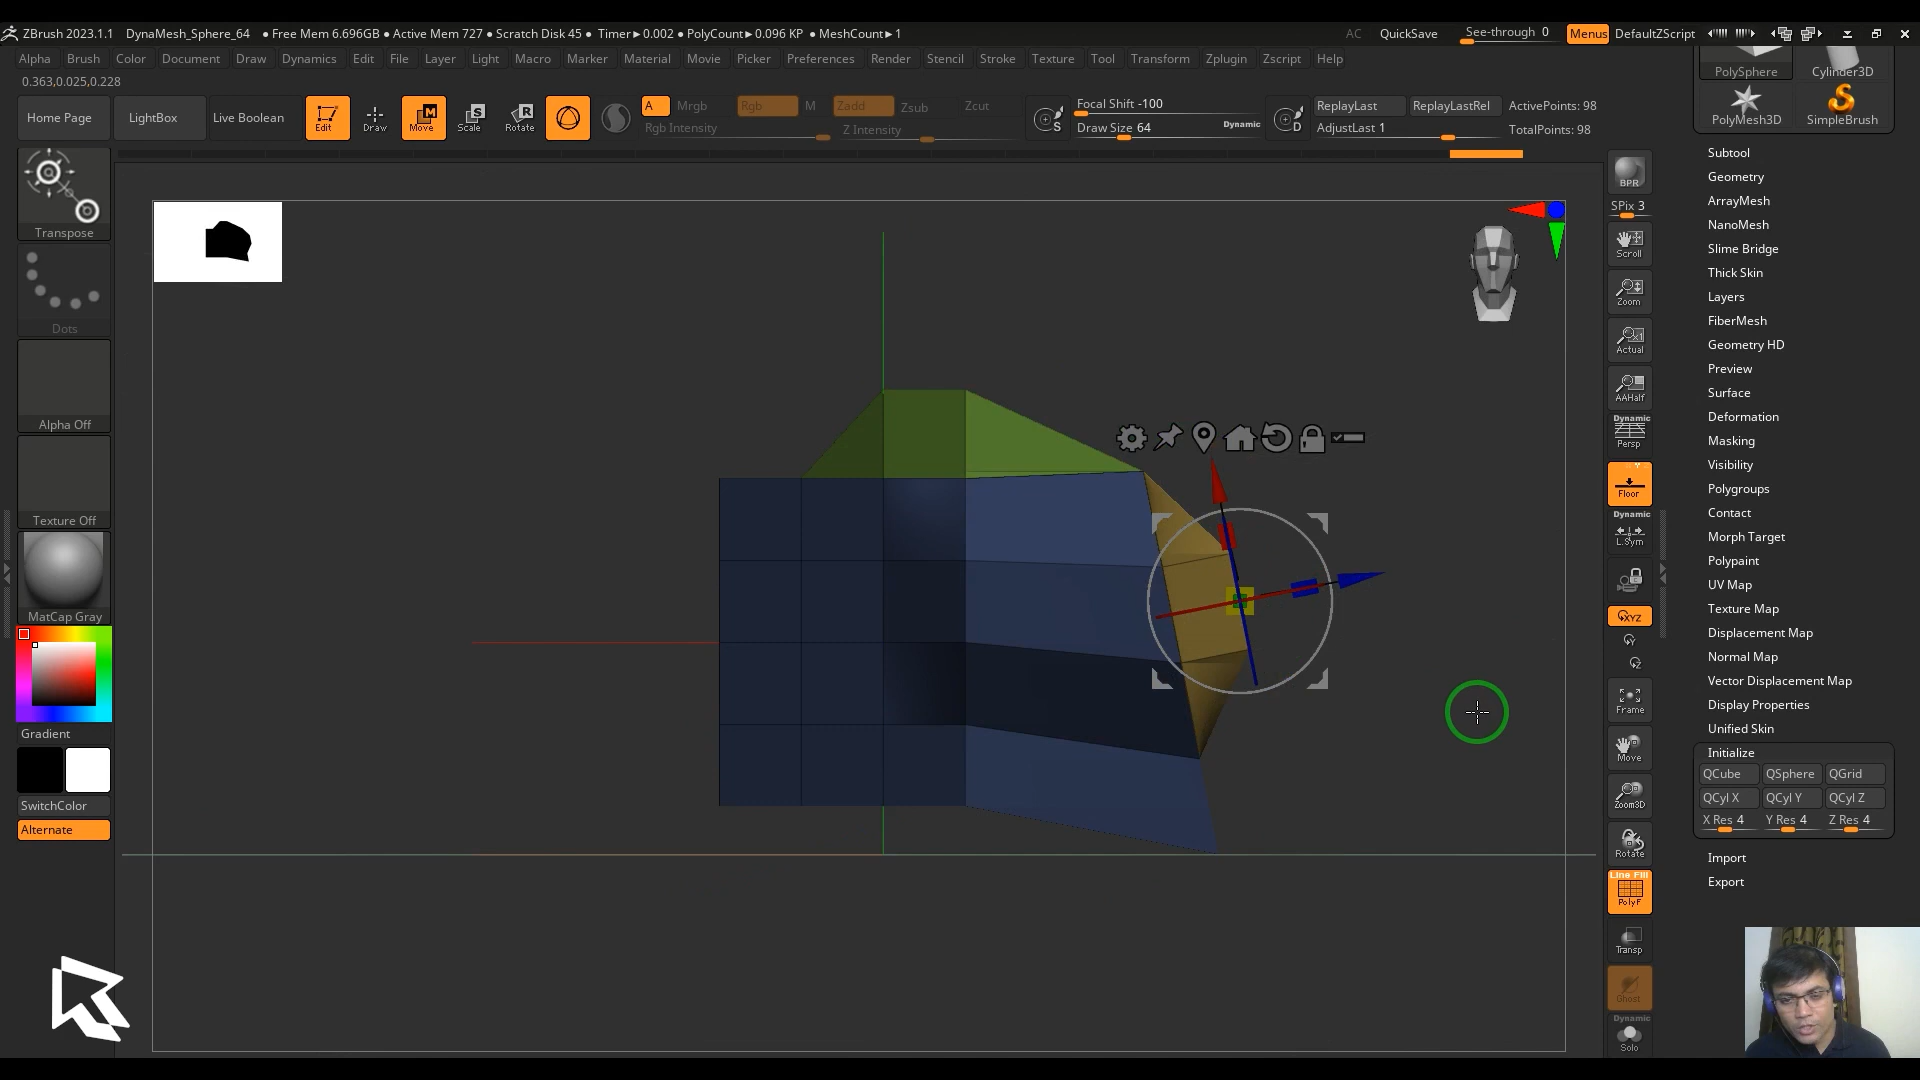 ZBrush 2023.1.1 DynaMesh_Sphere_64 ● Free Mem 6.696GB ● Active Mem 727 ● Scratch Disk 45 ● Timer►0.002 ● PolyCount►0.096 KP ● MeshCount►1 AC QuickSave See-through 0 Menus DefaultZScript
Alpha Brush Color Document Draw Dynamics Edit File Layer Light Macro Marker Material Movie Picker Preferences Render Stencil Stroke Texture Tool Transform Zplugin Zscript Help
0.363,0.025,0.228
Home Page LightBox Live Boolean Edit Draw Move Scale Rotate
A Mrgb Rgb M Zadd Zsub Zcut
Rgb Intensity Z Intensity
S Focal Shift -100
Draw Size 64 Dynamic
D ReplayLast ReplayLastRel ActivePoints: 98
AdjustLast 1 TotalPoints: 98
Transpose
Dots
Alpha Off
Texture Off
MatCap Gray
Gradient
SwitchColor
Alternate
BPR
SPix 3
Scroll
Zoom
Actual
AAHalf
Dynamic
Persp
Floor
Dynamic
L.Sym
XYZ
Y
Z
Frame
Move
Zoom3D
Rotate
Line Fill
PolyF
Transp
Ghost
Dynamic
Solo
PolySphere Cylinder3D
PolyMesh3D SimpleBrush
Subtool
Geometry
ArrayMesh
NanoMesh
Slime Bridge
Thick Skin
Layers
FiberMesh
Geometry HD
Preview
Surface
Deformation
Masking
Visibility
Polygroups
Contact
Morph Target
Polypaint
UV Map
Texture Map
Displacement Map
Normal Map
Vector Displacement Map
Display Properties
Unified Skin
Initialize
QCube QSphere QGrid
QCyl X QCyl Y QCyl Z
X Res 4 Y Res 4 Z Res 4
Import
Export